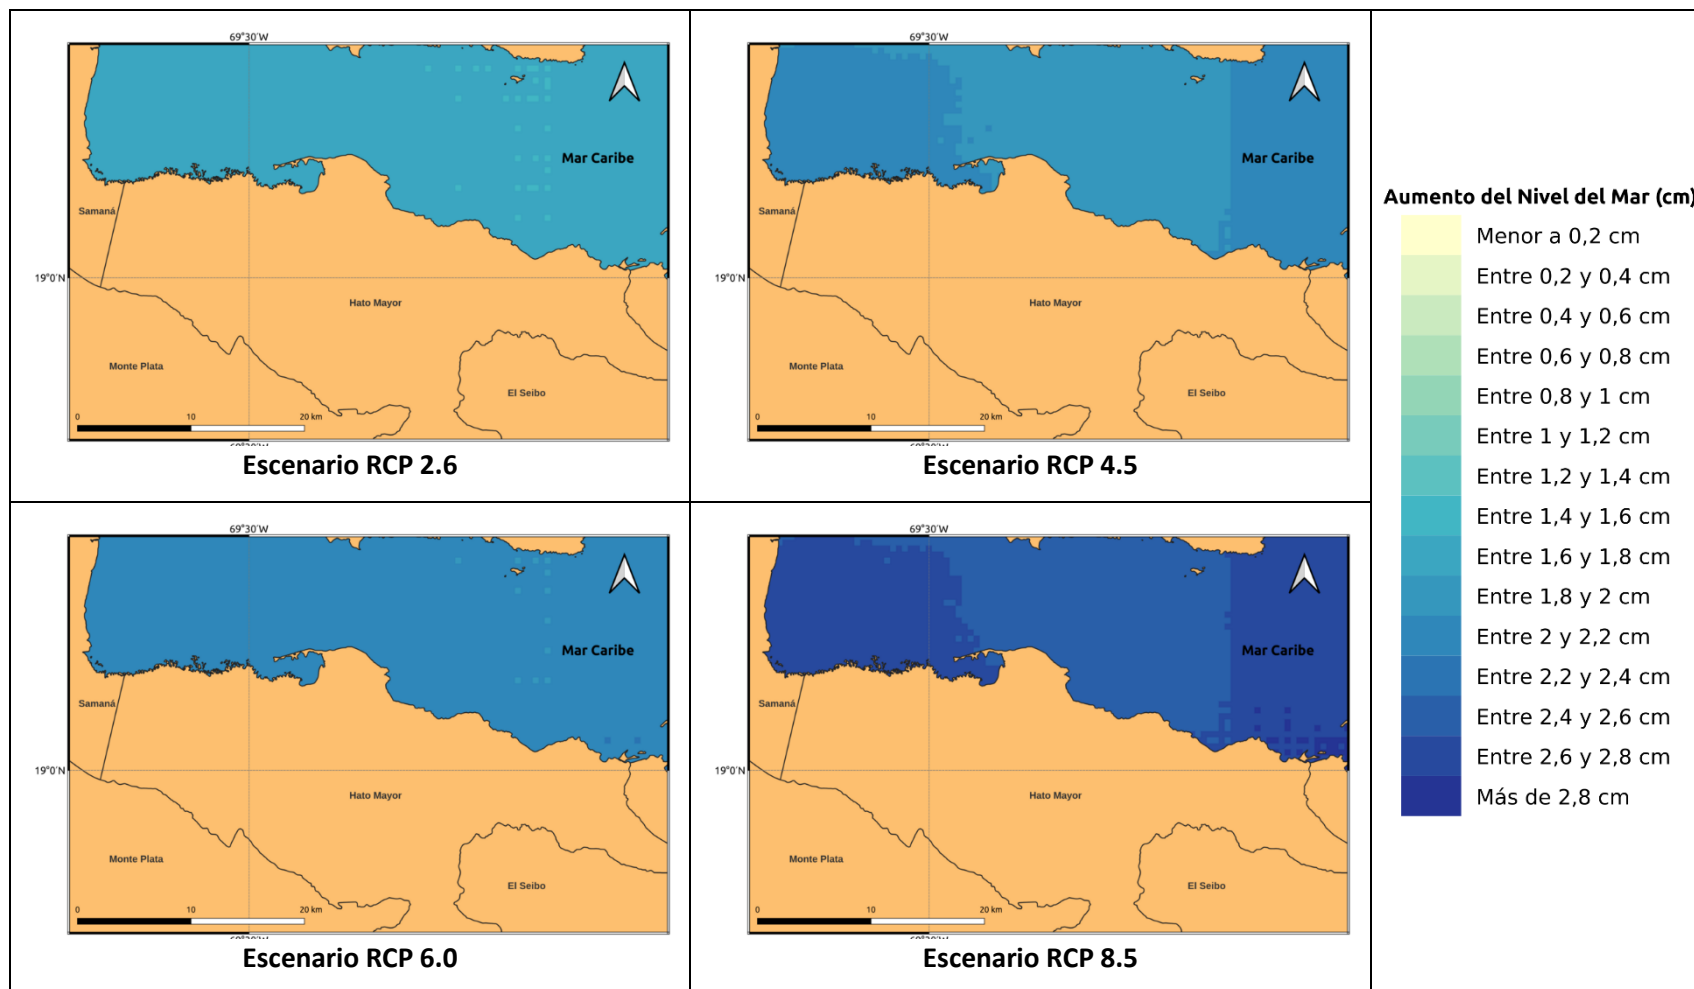 69°30'W
Mar Caribe
Samaná
19°0'N
Hato Mayor
Monte Plata
El Seibo
0 10 20 km
Escenario RCP 2.6
69°30'W
Mar Caribe
Samaná
19°0'N
Hato Mayor
Monte Plata
El Seibo
0 10 20 km
Escenario RCP 4.5
69°30'W
Mar Caribe
Samaná
19°0'N
Hato Mayor
Monte Plata
El Seibo
0 10 20 km
Escenario RCP 6.0
69°30'W
Mar Caribe
Samaná
19°0'N
Hato Mayor
Monte Plata
El Seibo
0 10 20 km
Escenario RCP 8.5
Aumento del Nivel del Mar (cm)
Menor a 0,2 cm
Entre 0,2 y 0,4 cm
Entre 0,4 y 0,6 cm
Entre 0,6 y 0,8 cm
Entre 0,8 y 1 cm
Entre 1 y 1,2 cm
Entre 1,2 y 1,4 cm
Entre 1,4 y 1,6 cm
Entre 1,6 y 1,8 cm
Entre 1,8 y 2 cm
Entre 2 y 2,2 cm
Entre 2,2 y 2,4 cm
Entre 2,4 y 2,6 cm
Entre 2,6 y 2,8 cm
Más de 2,8 cm